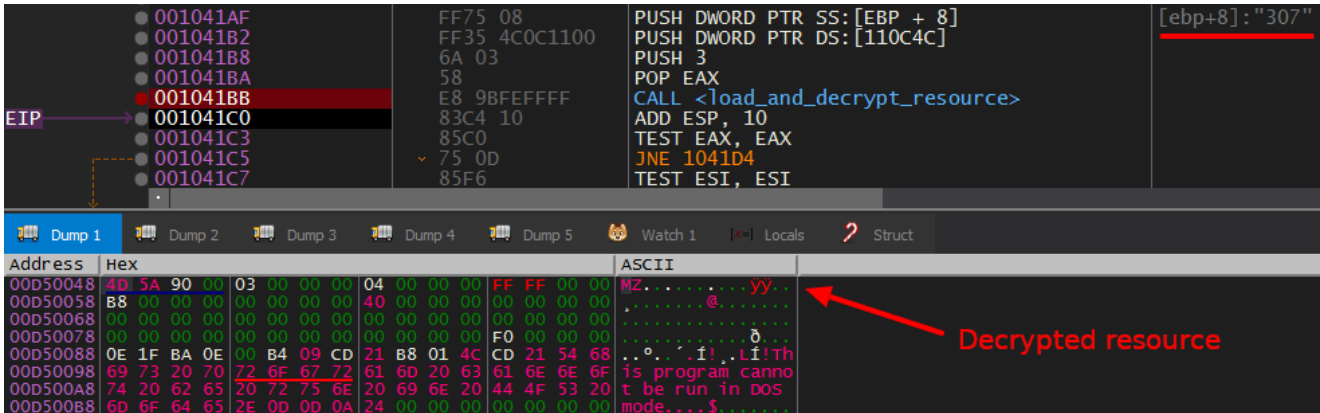 001041AF FF75 08 PUSH DWORD PTR SS:[EBP + 8] [ebp+8]:"307"
001041B2 FF35 4C0C1100 PUSH DWORD PTR DS:[110C4C]
001041B8 6A 03 PUSH 3
001041BA 58 POP EAX
001041BB E8 9BFEFFFF CALL <load_and_decrypt_resource>
EIP 001041C0 83C4 10 ADD ESP, 10
001041C3 85C0 TEST EAX, EAX
001041C5 75 0D JNE 1041D4
001041C7 85F6 TEST ESI, ESI
Dump 1 Dump 2 Dump 3 Dump 4 Dump 5 Watch 1 [x=] Locals Struct
Address Hex ASCII
00D50048 4D 5A 90 00 03 00 00 00 04 00 00 00 FF FF 00 00 MZ..........ÿÿ..
00D50058 B8 00 00 00 00 00 00 00 40 00 00 00 00 00 00 00 ¸.......@.......
00D50068 00 00 00 00 00 00 00 00 00 00 00 00 00 00 00 00 ................
00D50078 00 00 00 00 00 00 00 00 00 00 00 00 F0 00 00 00 ............ð...
00D50088 0E 1F BA 0E 00 B4 09 CD 21 B8 01 4C CD 21 54 68 ..º..´.Í!¸.LÍ!Th
00D50098 69 73 20 70 72 6F 67 72 61 6D 20 63 61 6E 6E 6F is program canno
00D500A8 74 20 62 65 20 72 75 6E 20 69 6E 20 44 4F 53 20 t be run in DOS
00D500B8 6D 6F 64 65 2E 0D 0D 0A 24 00 00 00 00 00 00 00 mode....$.......
Decrypted resource